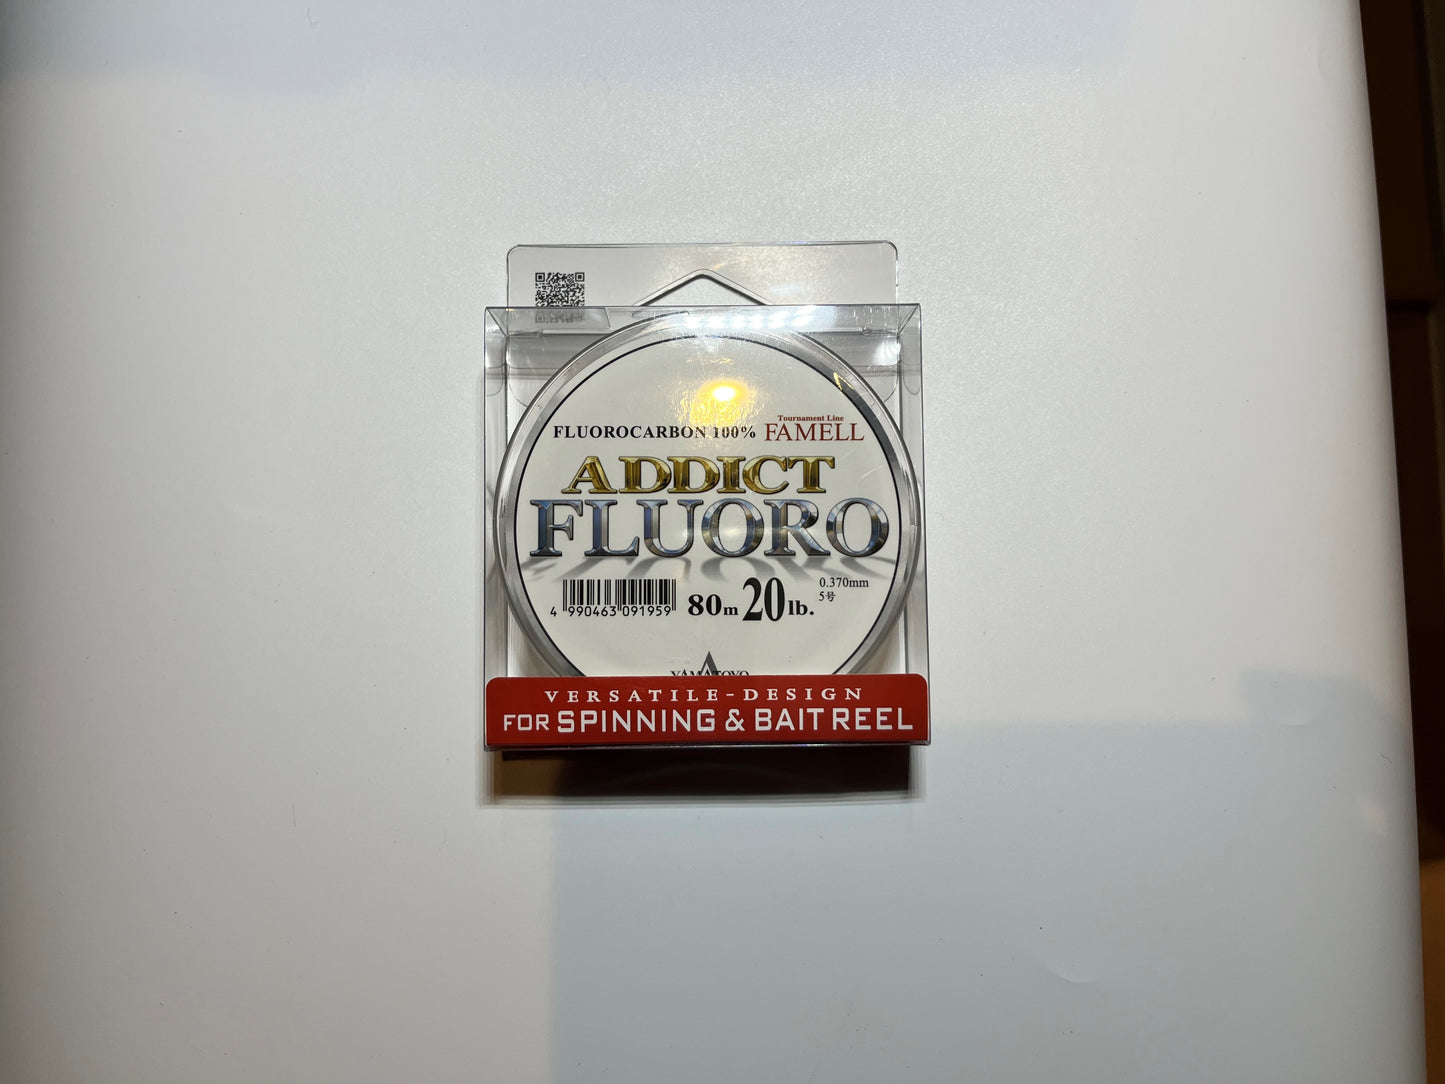 Tournament Line
FLUOROCARBON 100% FAMELL
ADDICT
FLUORO
4 990463 091959
80m 20lb.
0.370mm
5号
YAMATOYO
VERSATILE-DESIGN
FOR SPINNING & BAIT REEL